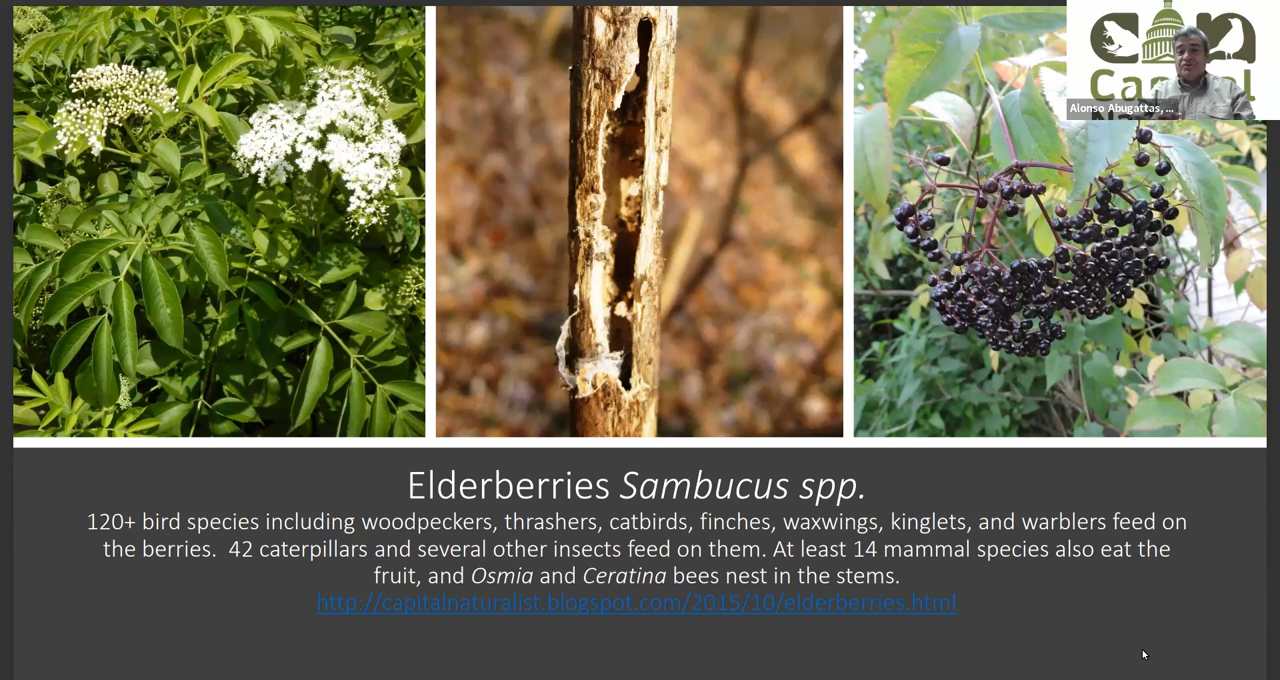 Capital
Alonso Abugattas, ...
Elderberries Sambucus spp.
120+ bird species including woodpeckers, thrashers, catbirds, finches, waxwings, kinglets, and warblers feed on
the berries.  42 caterpillars and several other insects feed on them. At least 14 mammal species also eat the
fruit, and Osmia and Ceratina bees nest in the stems.
http://capitalnaturalist.blogspot.com/2015/10/elderberries.html